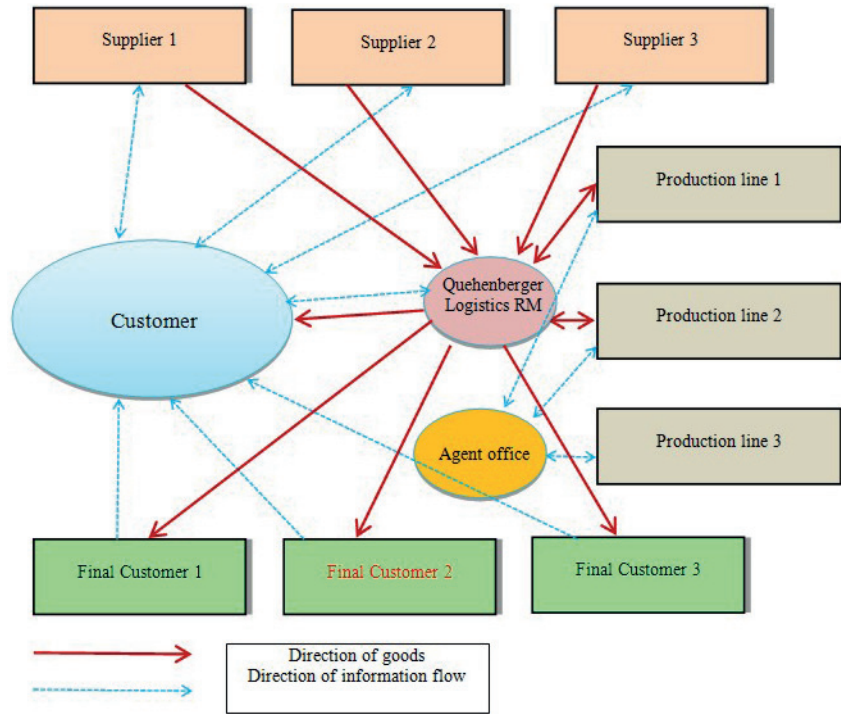 Supplier 1
Supplier 2
Supplier 3
Production line 1
Quehenberger
Logistics RM
Customer
Production line 2
Agent office
Production line 3
Final Customer 1
Final Customer 2
Final Customer 3
Direction of goods
Direction of information flow